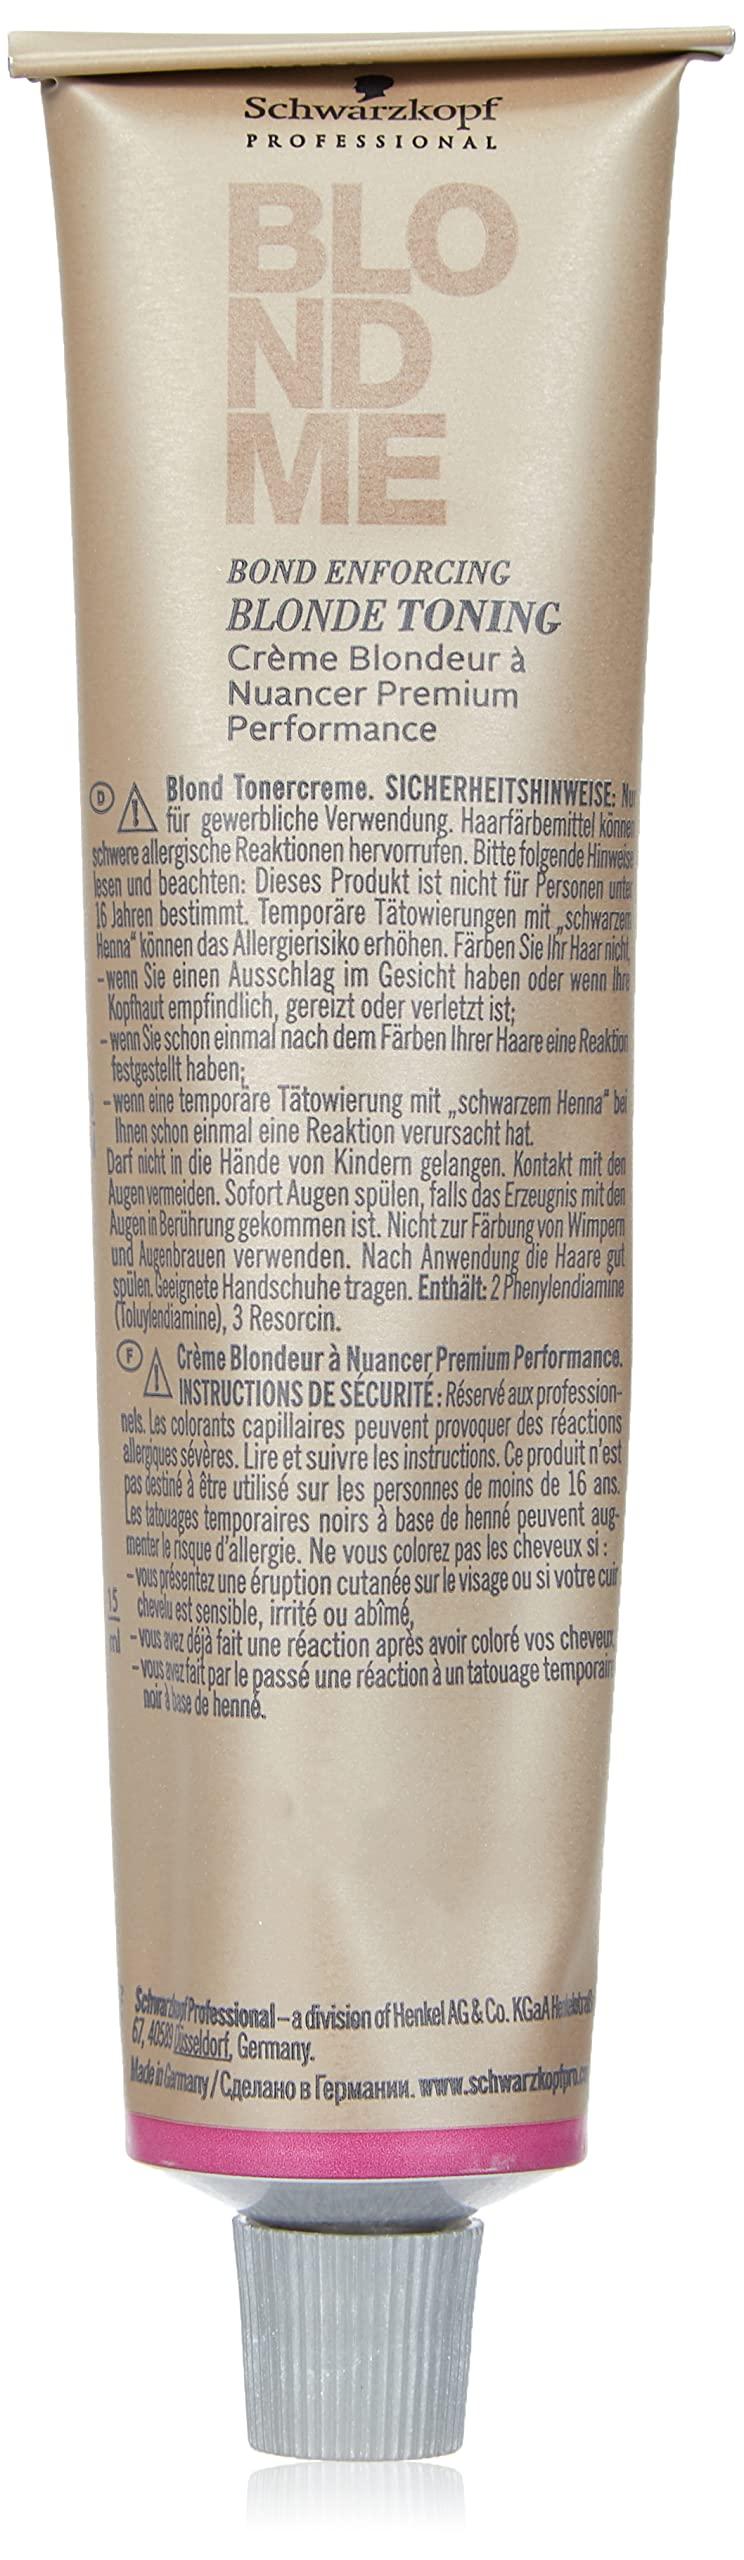 Schwarzkopf
PROFESSIONAL
BLO
ND
ME
BOND ENFORCING
BLONDE TONING
Crème Blondeur à
Nuancer Premium
Performance
D Blond Tonercreme. SICHERHEITSHINWEISE: Nur
für gewerbliche Verwendung. Haarfärbemittel können
schwere allergische Reaktionen hervorrufen. Bitte folgende Hinweise
lesen und beachten: Dieses Produkt ist nicht für Personen unter
16 Jahren bestimmt. Temporäre Tätowierungen mit „schwarzem
Henna“ können das Allergierisiko erhöhen. Färben Sie Ihr Haar nicht,
-wenn Sie einen Ausschlag im Gesicht haben oder wenn Ihre
Kopfhaut empfindlich, gereizt oder verletzt ist;
-wenn Sie schon einmal nach dem Färben Ihrer Haare eine Reaktion
festgestellt haben;
-wenn eine temporäre Tätowierung mit „schwarzem Henna“ bei
Ihnen schon einmal eine Reaktion verursacht hat.
Darf nicht in die Hände von Kindern gelangen. Kontakt mit den
Augen vermeiden. Sofort Augen spülen, falls das Erzeugnis mit den
Augen in Berührung gekommen ist. Nicht zur Färbung von Wimpern
und Augenbrauen verwenden. Nach Anwendung die Haare gut
spülen. Geeignete Handschuhe tragen. Enthält: 2 Phenylendiamine
(Toluylendiamine), 3 Resorcin.
F Crème Blondeur à Nuancer Premium Performance.
INSTRUCTIONS DE SÉCURITÉ : Réservé aux profession-
nels. Les colorants capillaires peuvent provoquer des réactions
allergiques sévères. Lire et suivre les instructions. Ce produit n'est
pas destiné à être utilisé sur les personnes de moins de 16 ans.
Les tatouages temporaires noirs à base de henné peuvent aug-
menter le risque d'allergie. Ne vous colorez pas les cheveux si :
-vous présentez une éruption cutanée sur le visage ou si votre cuir
chevelu est sensible, irrité ou abîmé,
-vous avez déjà fait une réaction après avoir coloré vos cheveux,
-vous avez fait par le passé une réaction à un tatouage temporaire
noir à base de henné.
15
ml
Schwarzkopf Professional – a division of Henkel AG & Co. KGaA Henkelstraße
67, 40589 Düsseldorf, Germany.
Made in Germany / Сделано в Германии. www.schwarzkopfpro.com